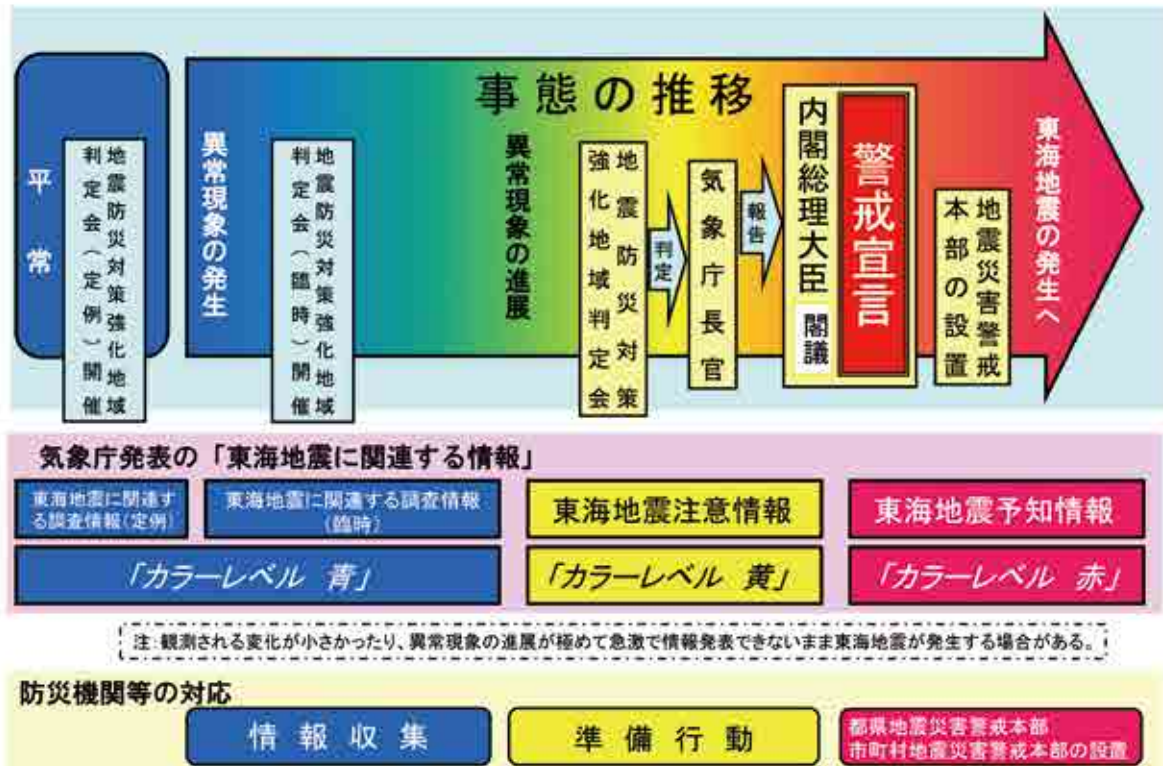 事態の推移
平常
地震防災対策強化地域
判定会(定例)開催
異常現象の発生
地震防災対策強化地域
判定会(臨時)開催
異常現象の進展
地震防災対策
強化地域判定会
判定
気象庁長官
報告
内閣総理大臣
閣議
警戒宣言
地震災害警戒
本部の設置
東海地震の発生へ
気象庁発表の「東海地震に関連する情報」
東海地震に関連す
る調査情報(定例)
東海地震に関連する調査情報
(臨時)
東海地震注意情報
東海地震予知情報
「カラーレベル 青」
「カラーレベル 黄」
「カラーレベル 赤」
注:観測される変化が小さかったり、異常現象の進展が極めて急激で情報発表できないまま東海地震が発生する場合がある。
防災機関等の対応
情報収集
準備行動
都県地震災害警戒本部
市町村地震災害警戒本部の設置